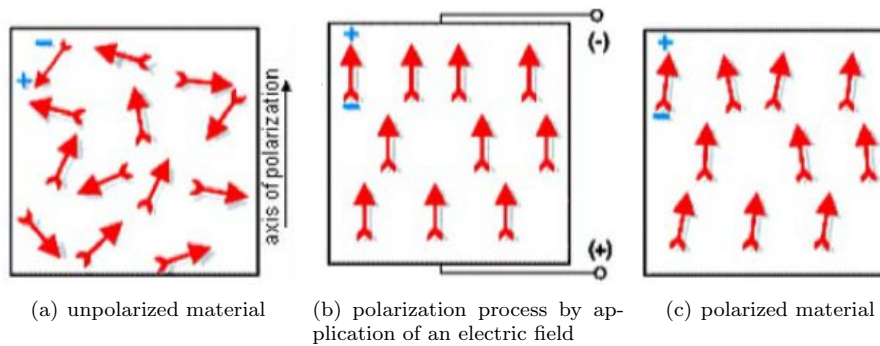 axis of polarization
(-)
(+)
(a) unpolarized material
(b) polarization process by ap-
plication of an electric field
(c) polarized material